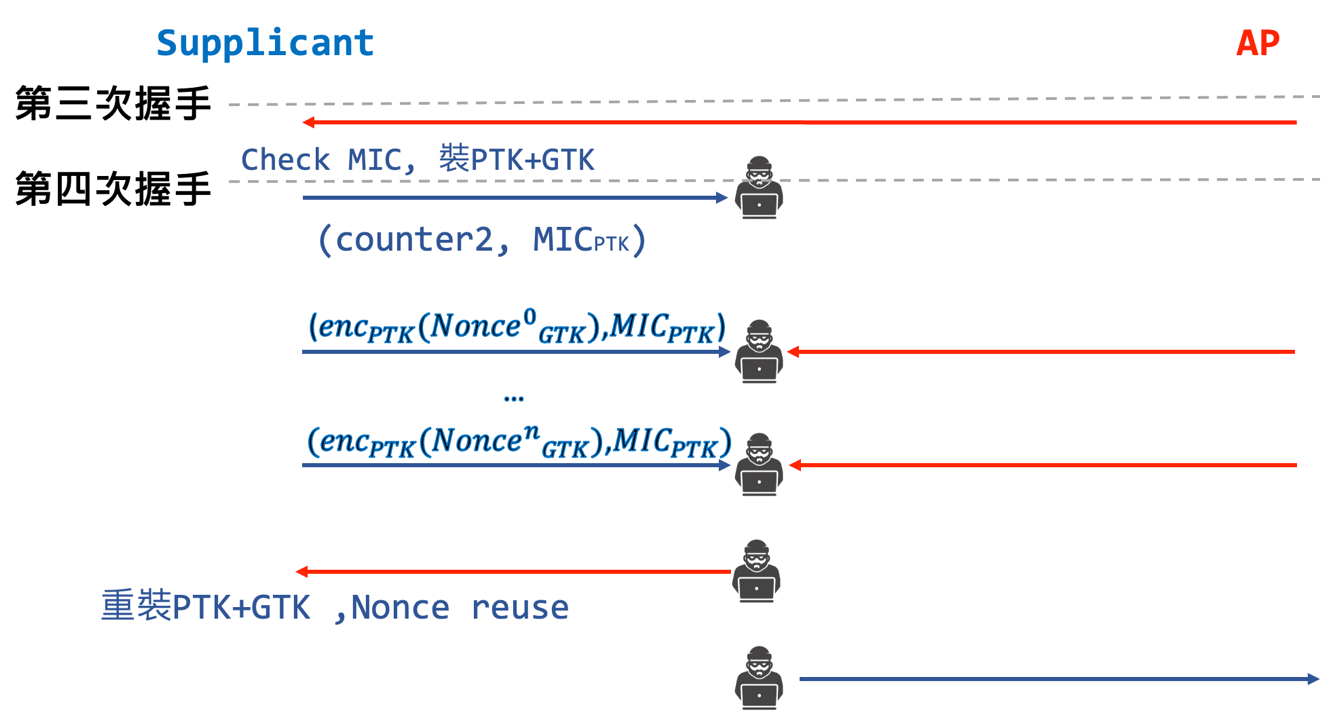 Supplicant AP
第三次握手
Check MIC, 裝PTK+GTK
第四次握手
(counter2, MICPTK)
(encPTK(Nonce⁰GTK),MICPTK)
…
(encPTK(NonceⁿGTK),MICPTK)
重裝PTK+GTK ,Nonce reuse